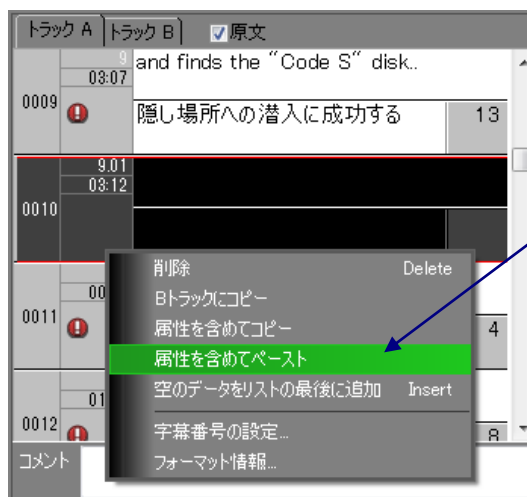 トラック A トラック B 原文
9
and finds the "Code S" disk..
03:07
0009
隠し場所への潜入に成功する 13
9.01
03:12
0010
削除 Delete
Bトラックにコピー
00
属性を含めてコピー
0011
4
属性を含めてペースト
空のデータをリストの最後に追加 Insert
01
0012
字幕番号の設定...
8
コメント
フォーマット情報...